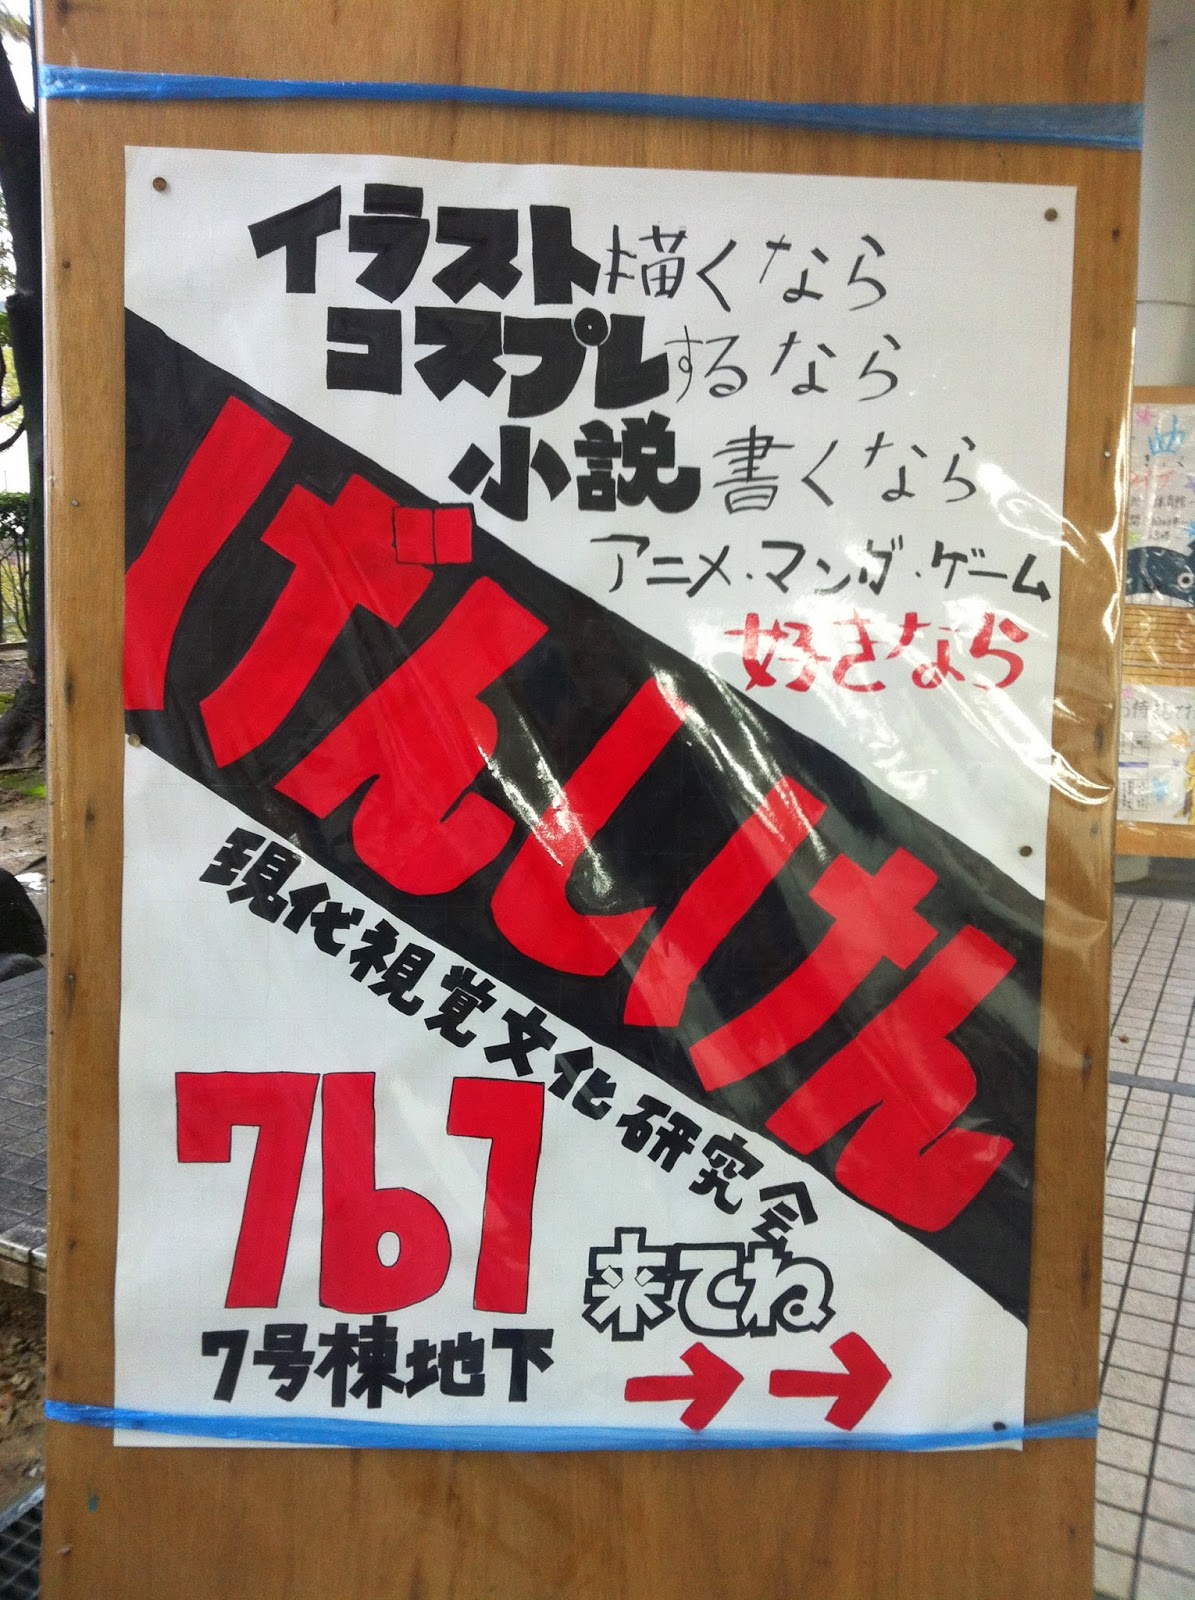 イラスト描くなら
コスプレするなら
小説書くなら
アニメ・マンガ・ゲーム
好きなら
げんしけん
現代視覚文化研究会
761
7号棟地下
来てね
→→